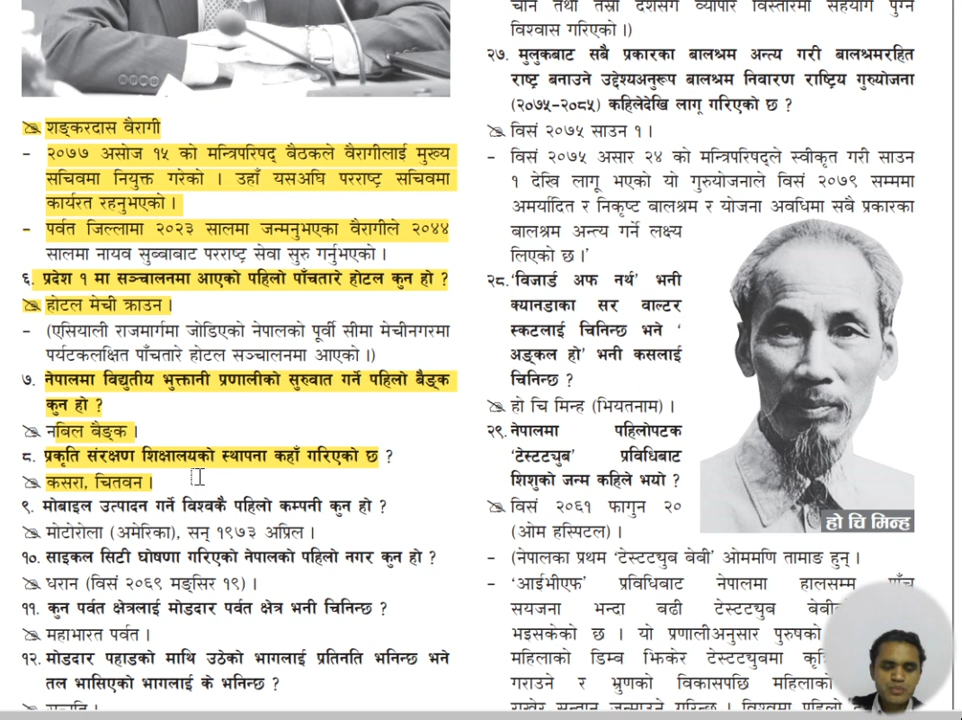 शङ्करदास वैरागी
– २०७७ असोज १५ को मन्त्रिपरिषद् बैठकले वैरागीलाई मुख्य
सचिवमा नियुक्त गरेको । उहाँ यसअघि परराष्ट्र सचिवमा
कार्यरत रहनुभएको ।
– पर्वत जिल्लामा २०२३ सालमा जन्मनुभएका वैरागीले २०४४
सालमा नायव सुब्बाबाट परराष्ट्र सेवा सुरु गर्नुभएको ।
६. प्रदेश १ मा सञ्चालनमा आएको पहिलो पाँचतारे होटल कुन हो ?
होटल मेची क्राउन ।
– (एसियाली राजमार्गमा जोडिएको नेपालको पूर्वी सीमा मेचीनगरमा
पर्यटकलक्षित पाँचतारे होटल सञ्चालनमा आएको ।)
७. नेपालमा विद्युतीय भुक्तानी प्रणालीको सुरुवात गर्ने पहिलो बैङ्क
कुन हो ?
नबिल बैङ्क ।
८. प्रकृति संरक्षण शिक्षालयको स्थापना कहाँ गरिएको छ ?
कसरा, चितवन ।
९. मोबाइल उत्पादन गर्ने विश्वकै पहिलो कम्पनी कुन हो ?
मोटोरोला (अमेरिका), सन् १९७३ अप्रिल ।
१०. साइकल सिटी घोषणा गरिएको नेपालको पहिलो नगर कुन हो ?
धरान (विसं २०६९ मङ्सिर १९) ।
११. कुन पर्वत क्षेत्रलाई मोडदार पर्वत क्षेत्र भनी चिनिन्छ ?
महाभारत पर्वत ।
१२. मोडदार पहाडको माथि उठेको भागलाई प्रतिनति भनिन्छ भने
तल भासिएको भागलाई के भनिन्छ ?
चीन तथा तेस्रो देशसँग व्यापार विस्तारमा सहयोग पुग्ने
विश्वास गरिएको ।)
२७. मुलुकबाट सबै प्रकारका बालश्रम अन्त्य गरी बालश्रमरहित
राष्ट्र बनाउने उद्देश्यअनुरूप बालश्रम निवारण राष्ट्रिय गुरुयोजना
(२०७५-२०८५) कहिलेदेखि लागू गरिएको छ ?
विसं २०७५ साउन १ ।
– विसं २०७५ असार २४ को मन्त्रिपरिषद्ले स्वीकृत गरी साउन
१ देखि लागू भएको यो गुरुयोजनाले विसं २०७९ सम्ममा
अमर्यादित र निकृष्ट बालश्रम र योजना अवधिमा सबै प्रकारका
बालश्रम अन्त्य गर्ने लक्ष्य
लिएको छ ।'
२८. 'विजार्ड अफ नर्थ' भनी
क्यानडाका सर वाल्टर
स्कटलाई चिनिन्छ भने '
अङ्कल हो' भनी कसलाई
चिनिन्छ ?
हो चि मिन्ह (भियतनाम) ।
२९. नेपालमा पहिलोपटक
'टेस्टट्युब' प्रविधिबाट
शिशुको जन्म कहिले भयो ?
विसं २०६१ फागुन २०
(ओम हस्पिटल) ।
हो चि मिन्ह
– (नेपालका प्रथम 'टेस्टट्युब बेबी' ओममणि तामाङ हुन् ।
– 'आईभीएफ' प्रविधिबाट नेपालमा हालसम्म पाँच
सयजना भन्दा बढी टेस्टट्युब
भइसकेको छ । यो प्रणालीअनुसार पुरुषको
महिलाको डिम्ब झिकेर टेस्टट्युबमा
गराउने र भ्रुणको विकासपछि महिलाको